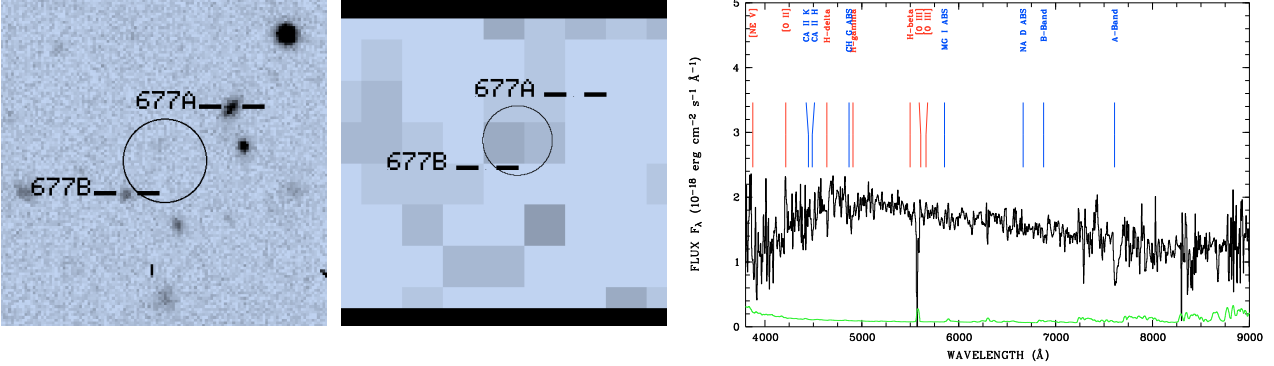 677A
677B
677A
677B
[NE V]
[O II]
CA II K
CA II H
H-delta
CH G ABS
H-gamma
H-beta
[O III]
[O III]
MG I ABS
NA D ABS
B-Band
A-Band
FLUX Fλ (10⁻¹⁸ erg cm⁻² s⁻¹ Å⁻¹)
5
4
3
2
1
0
4000 5000 6000 7000 8000 9000
WAVELENGTH (Å)